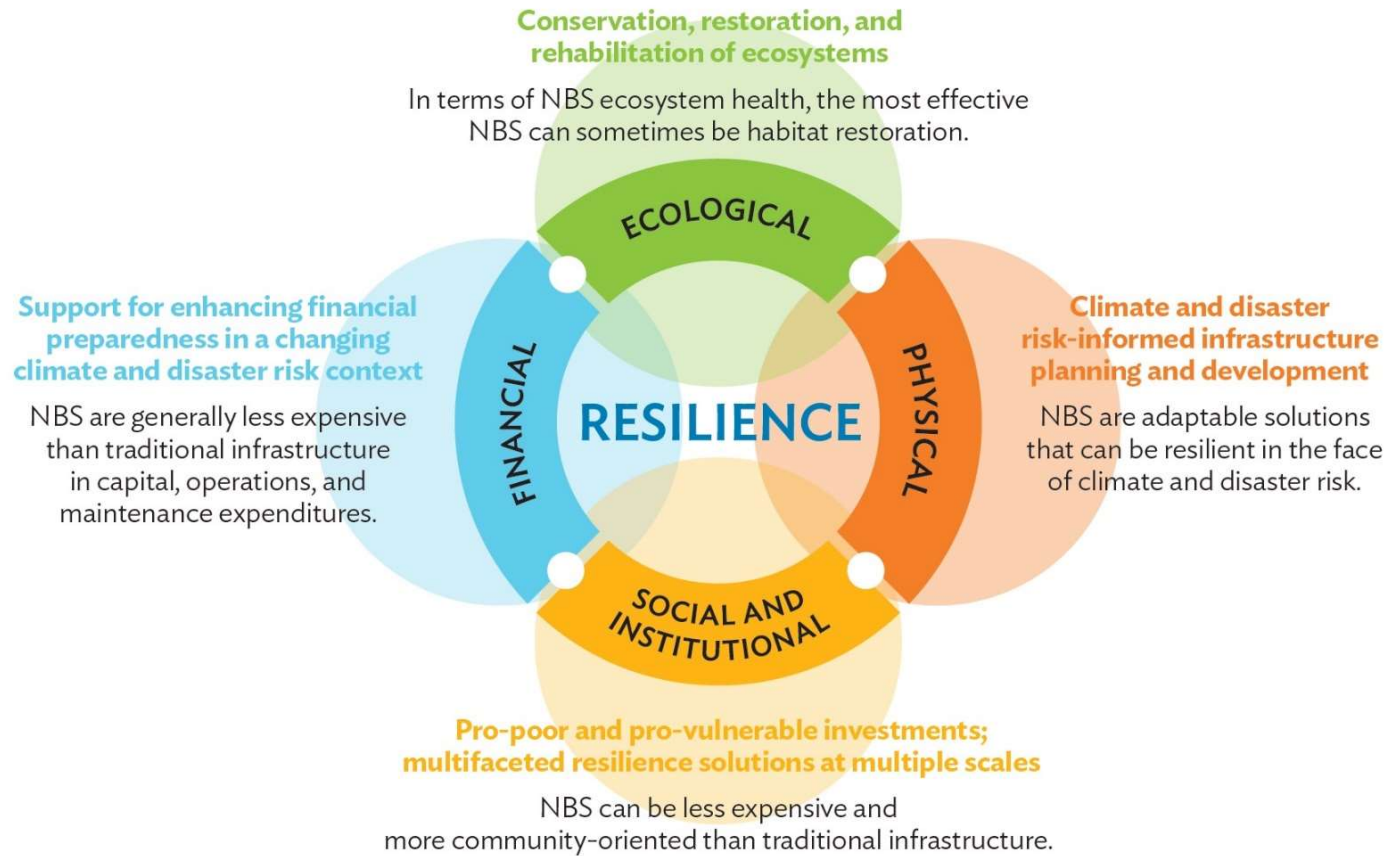 Conservation, restoration, and
rehabilitation of ecosystems
In terms of NBS ecosystem health, the most effective
NBS can sometimes be habitat restoration.
ECOLOGICAL
Support for enhancing financial
preparedness in a changing
climate and disaster risk context
NBS are generally less expensive
than traditional infrastructure
in capital, operations, and
maintenance expenditures.
FINANCIAL
RESILIENCE
PHYSICAL
Climate and disaster
risk-informed infrastructure
planning and development
NBS are adaptable solutions
that can be resilient in the face
of climate and disaster risk.
SOCIAL AND
INSTITUTIONAL
Pro-poor and pro-vulnerable investments;
multifaceted resilience solutions at multiple scales
NBS can be less expensive and
more community-oriented than traditional infrastructure.